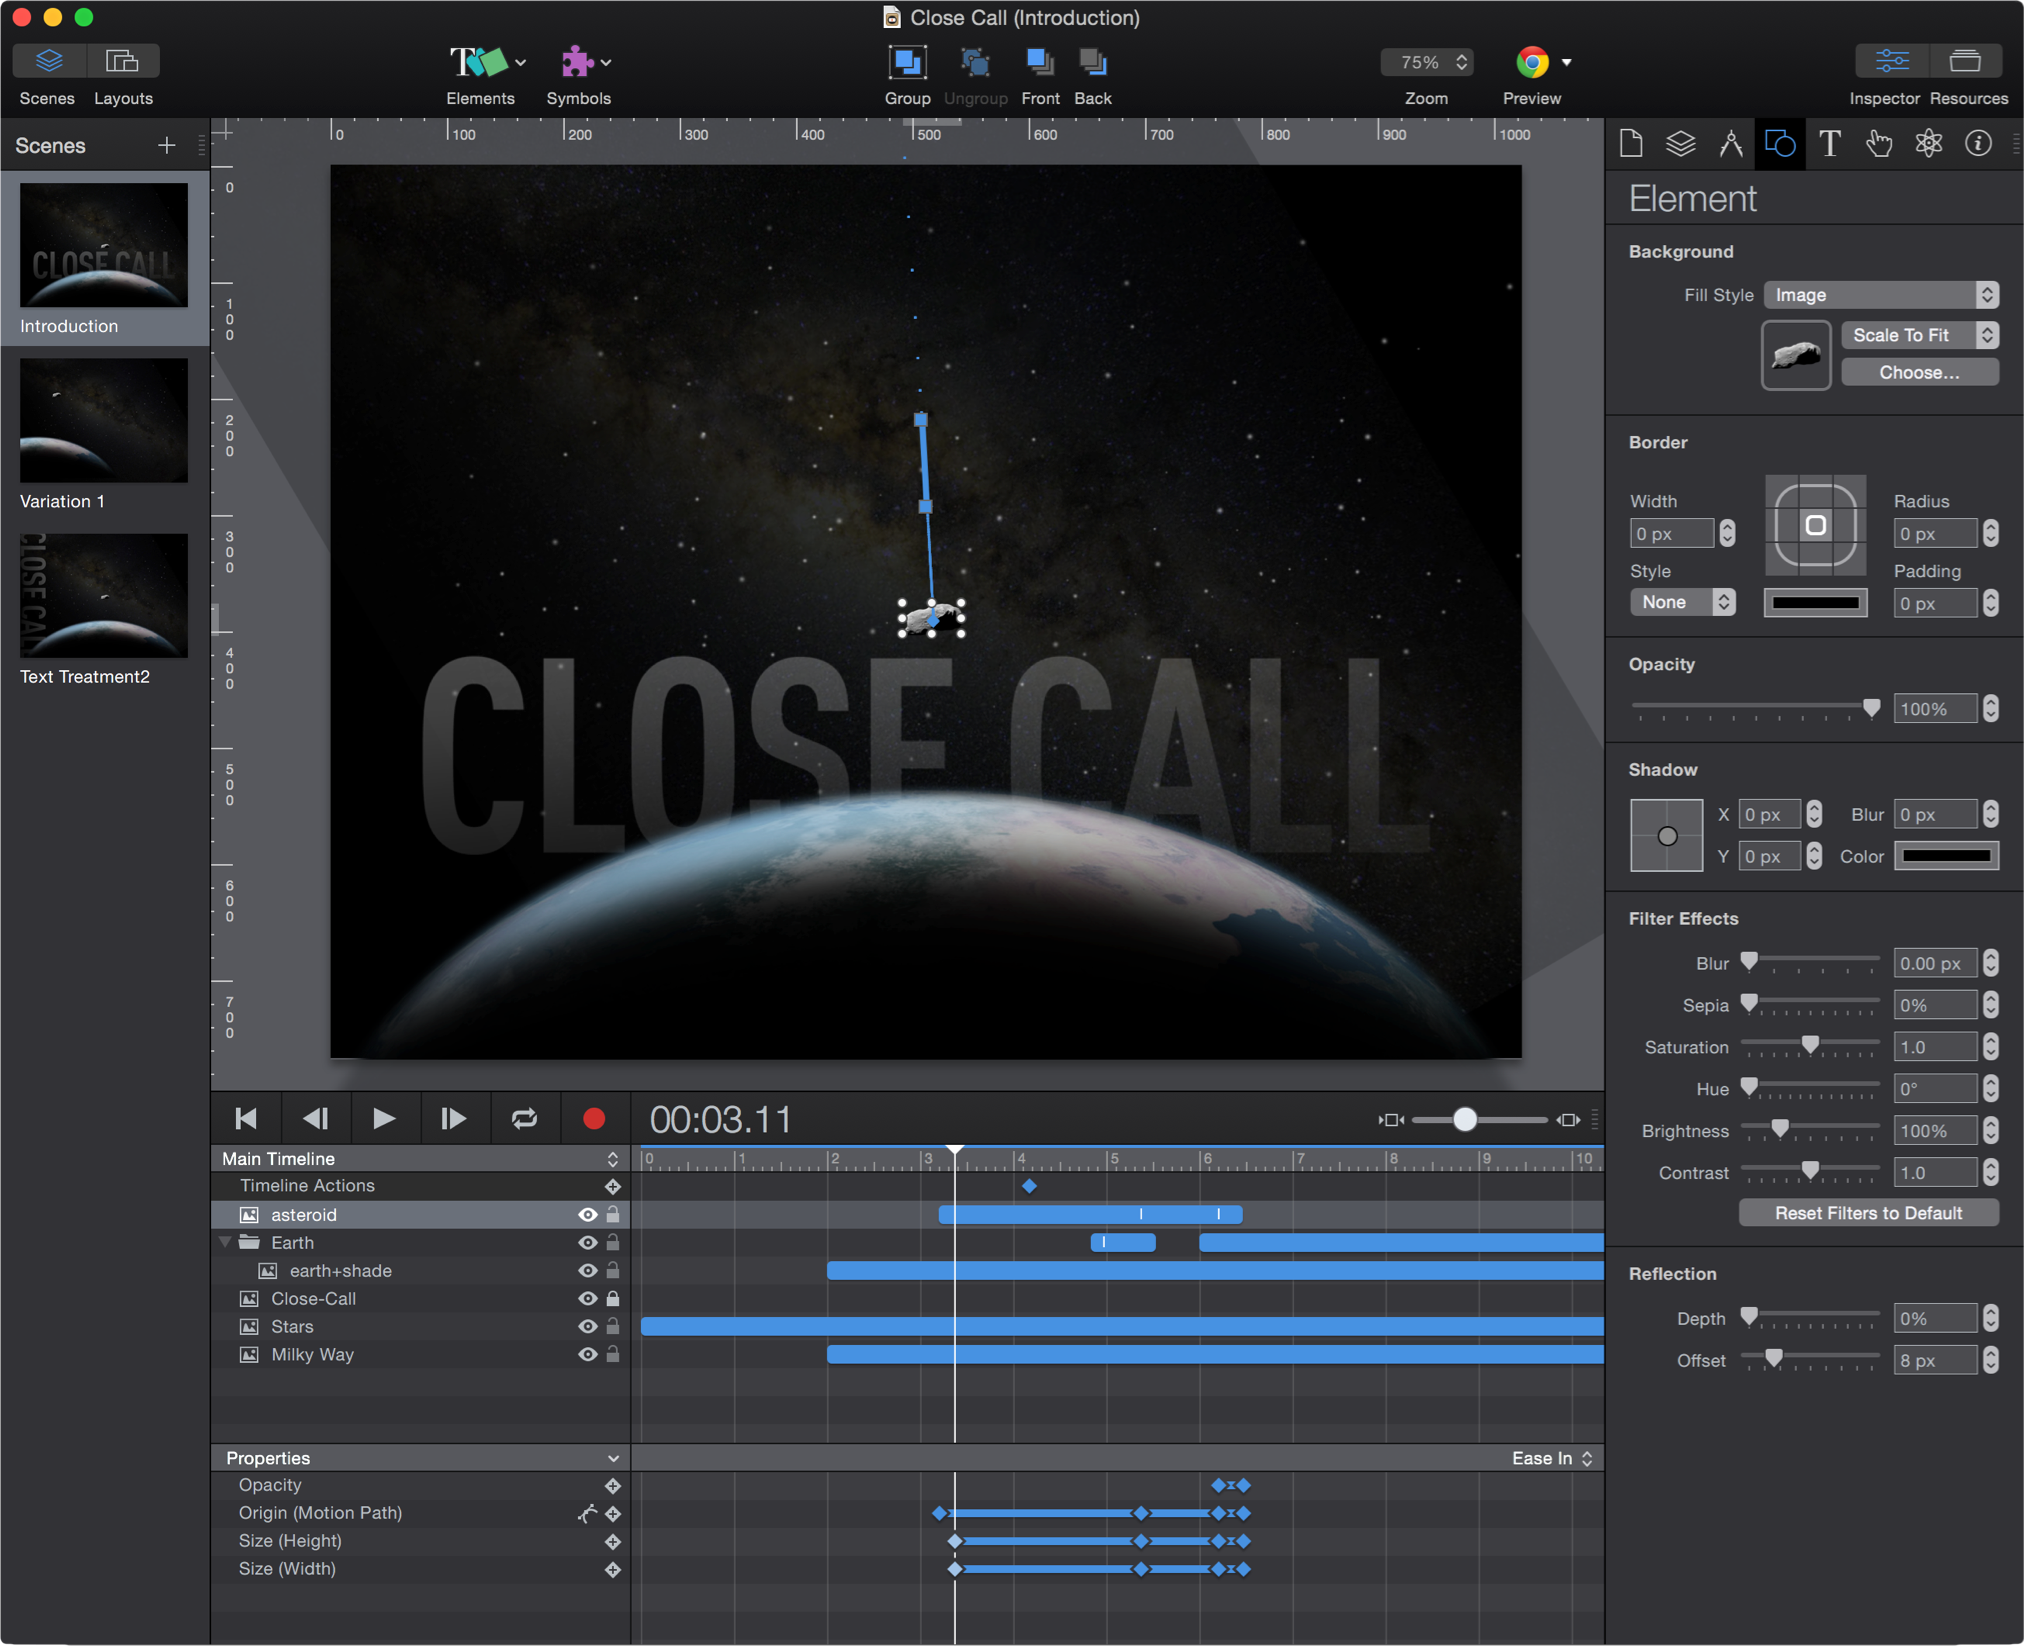 Close Call (Introduction)
75%
Scenes Layouts Elements Symbols Group Ungroup Front Back Zoom Preview Inspector Resources
Scenes
0 100 200 300 400 500 600 700 800 900 1000
0
100
200
300
400
500
600
700
CLOSE CALL
Introduction
Variation 1
CLOSE CA
Text Treatment2
CLOSE CALL
T
Element
Background
Fill Style Image
Scale To Fit
Choose...
Border
Width Radius
0 px 0 px
Style Padding
None 0 px
Opacity
100%
Shadow
X 0 px Blur 0 px
Y 0 px Color
Filter Effects
Blur 0.00 px
Sepia 0%
Saturation 1.0
Hue 0°
Brightness 100%
Contrast 1.0
Reset Filters to Default
Reflection
Depth 0%
Offset 8 px
00:03.11
Main Timeline 0 1 2 3 4 5 6 7 8 9 10
Timeline Actions
asteroid
Earth
earth+shade
Close-Call
Stars
Milky Way
Properties Ease In
Opacity
Origin (Motion Path)
Size (Height)
Size (Width)